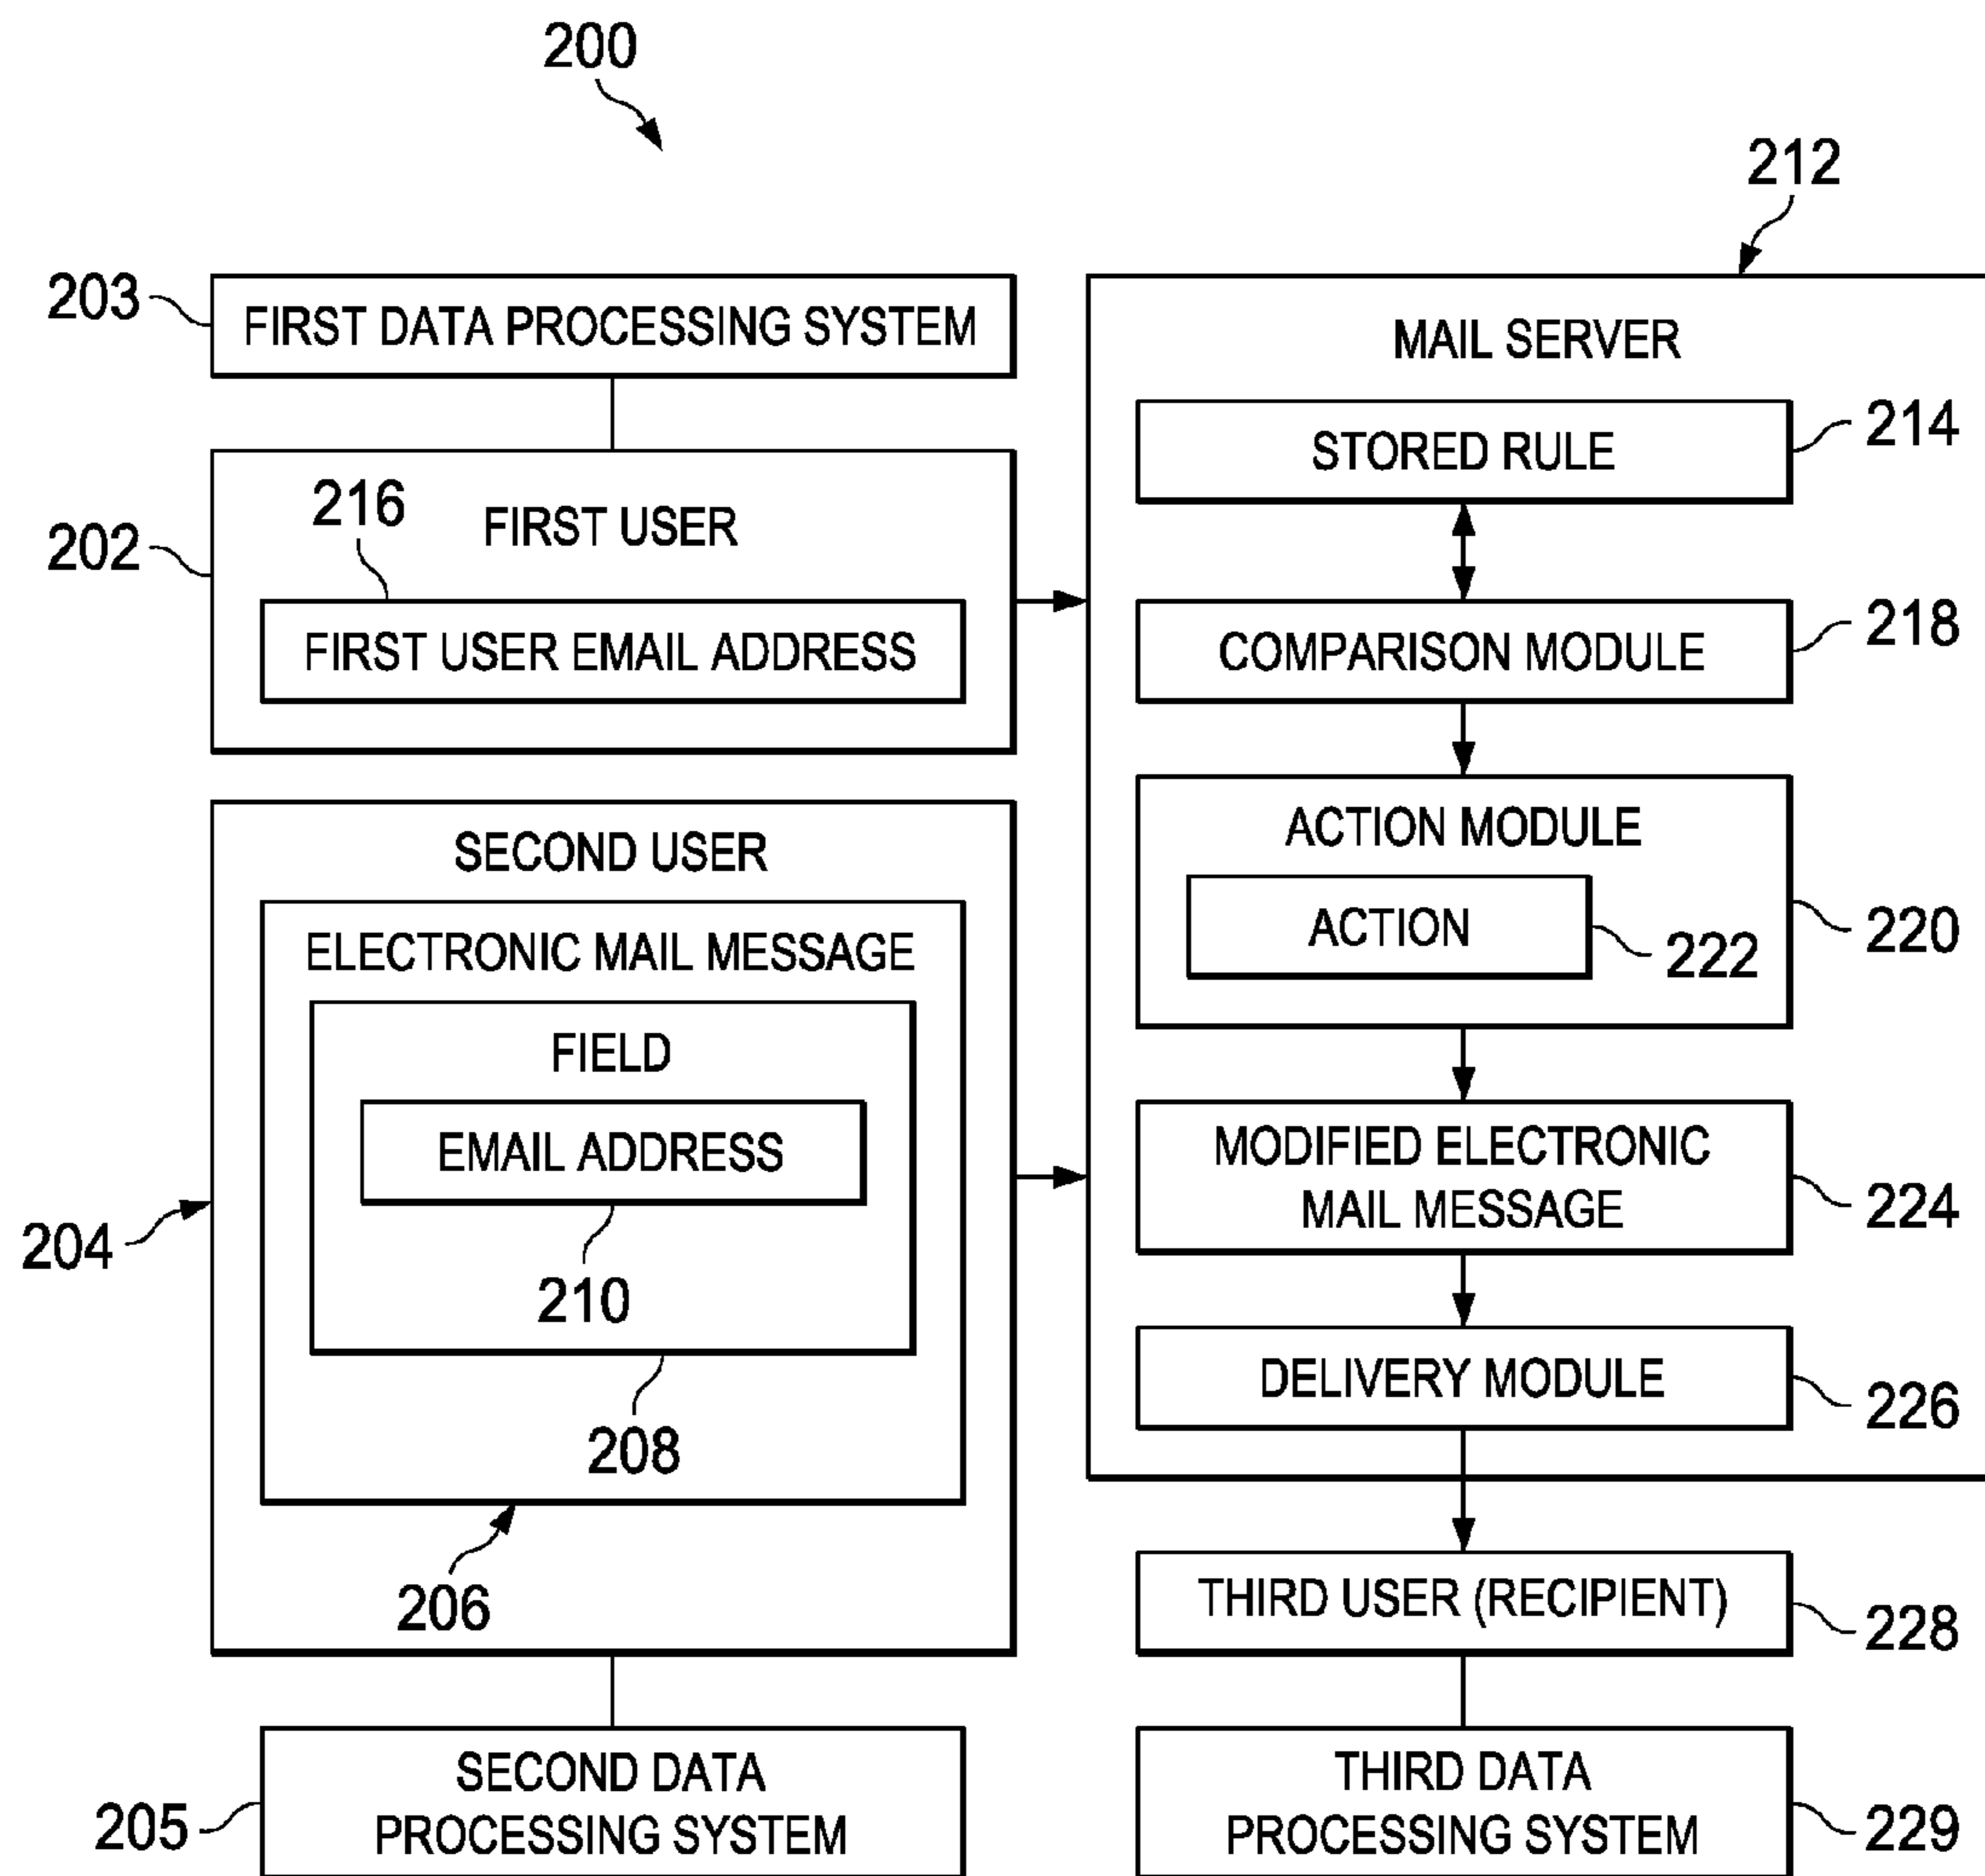 200
212
203
FIRST DATA PROCESSING SYSTEM
MAIL SERVER
STORED RULE
214
216
FIRST USER
202
FIRST USER EMAIL ADDRESS
COMPARISON MODULE
218
SECOND USER
ACTION MODULE
ELECTRONIC MAIL MESSAGE
ACTION
222
220
FIELD
EMAIL ADDRESS
MODIFIED ELECTRONIC
MAIL MESSAGE
224
204
210
DELIVERY MODULE
226
208
206
THIRD USER (RECIPIENT)
228
SECOND DATA
PROCESSING SYSTEM
205
THIRD DATA
PROCESSING SYSTEM
229